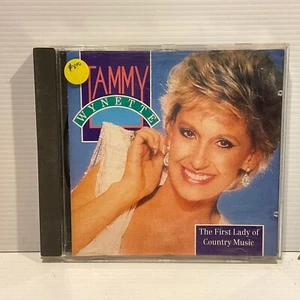 TAMMY
WYNETTE
The First Lady of
Country Music